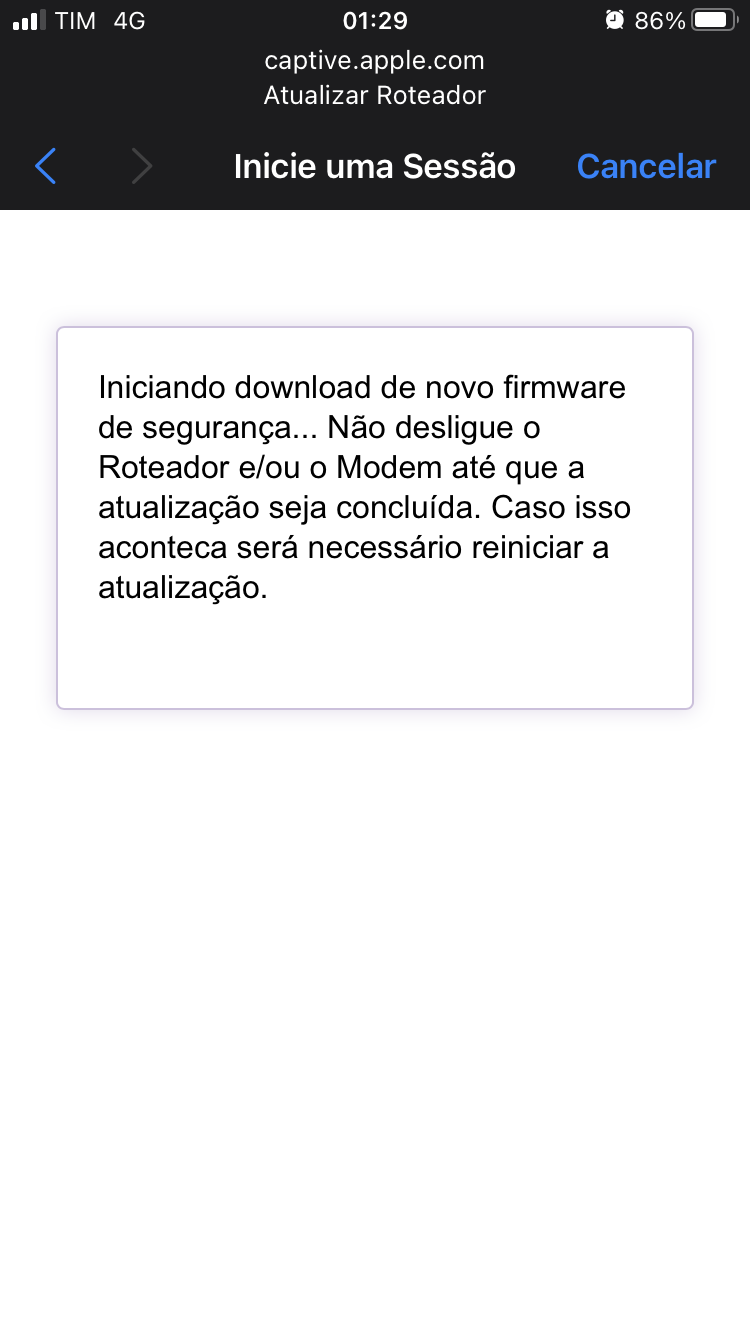 TIM 4G 01:29 86%
captive.apple.com
Atualizar Roteador
Inicie uma Sessão Cancelar
Iniciando download de novo firmware
de segurança... Não desligue o
Roteador e/ou o Modem até que a
atualização seja concluída. Caso isso
aconteca será necessário reiniciar a
atualização.